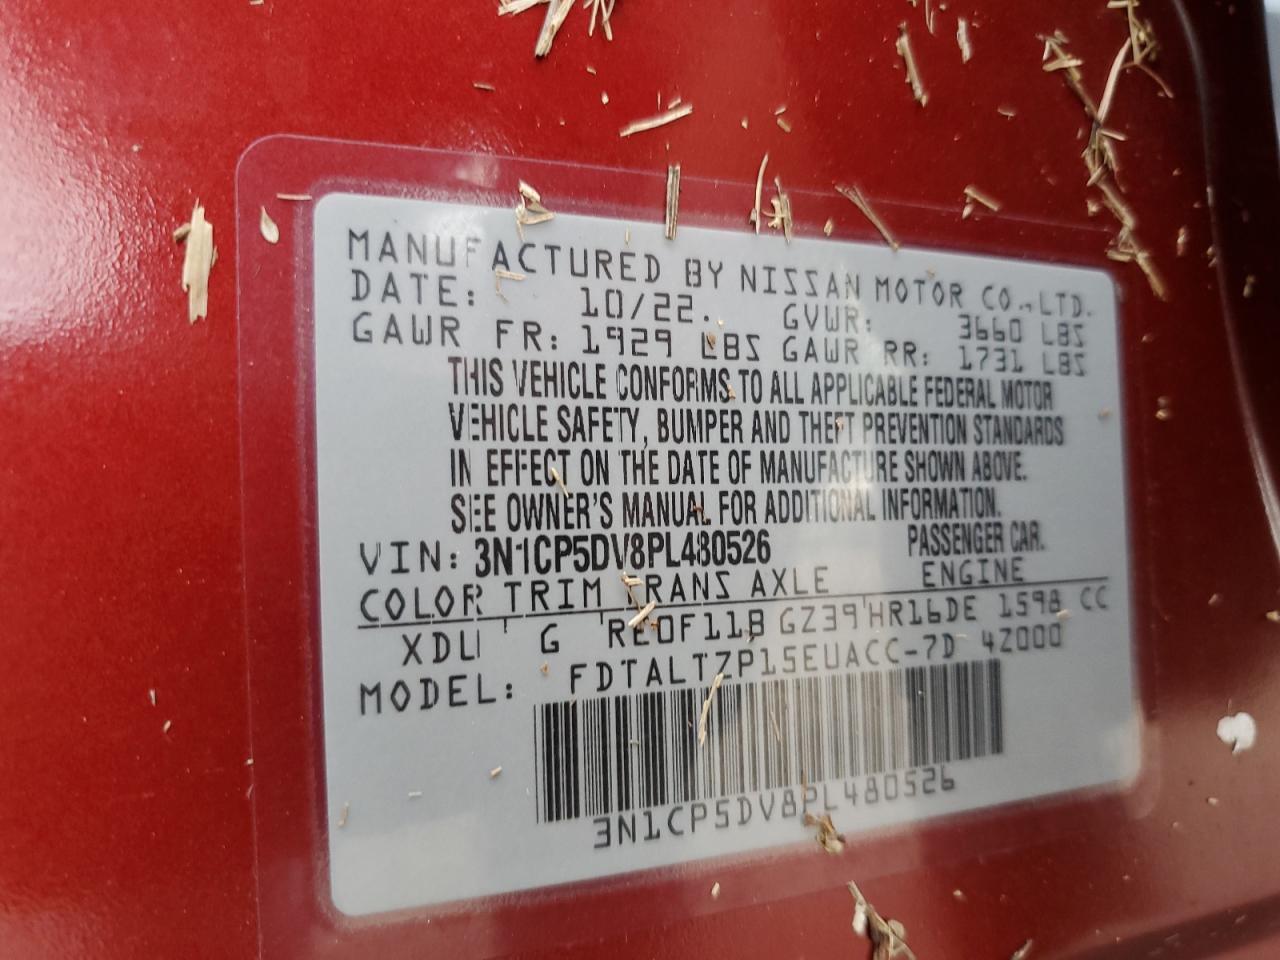 MANUFACTURED BY NISSAN MOTOR CO.,LTD.
DATE: 10/22. GVWR: 3660 LBS
GAWR FR: 1929 LBS GAWR RR: 1731 LBS
THIS VEHICLE CONFORMS TO ALL APPLICABLE FEDERAL MOTOR
VEHICLE SAFETY, BUMPER AND THEFT PREVENTION STANDARDS
IN EFFECT ON THE DATE OF MANUFACTURE SHOWN ABOVE.
SEE OWNER'S MANUAL FOR ADDITIONAL INFORMATION.
VIN: 3N1CP5DV8PL480526 PASSENGER CAR.
COLOR TRIM TRANS AXLE ENGINE
XDU G RE0F11B GZ39 HR16DE 1598 CC
MODEL: FDTALTZP15EUACC-7D 4Z000
3N1CP5DV8PL480526